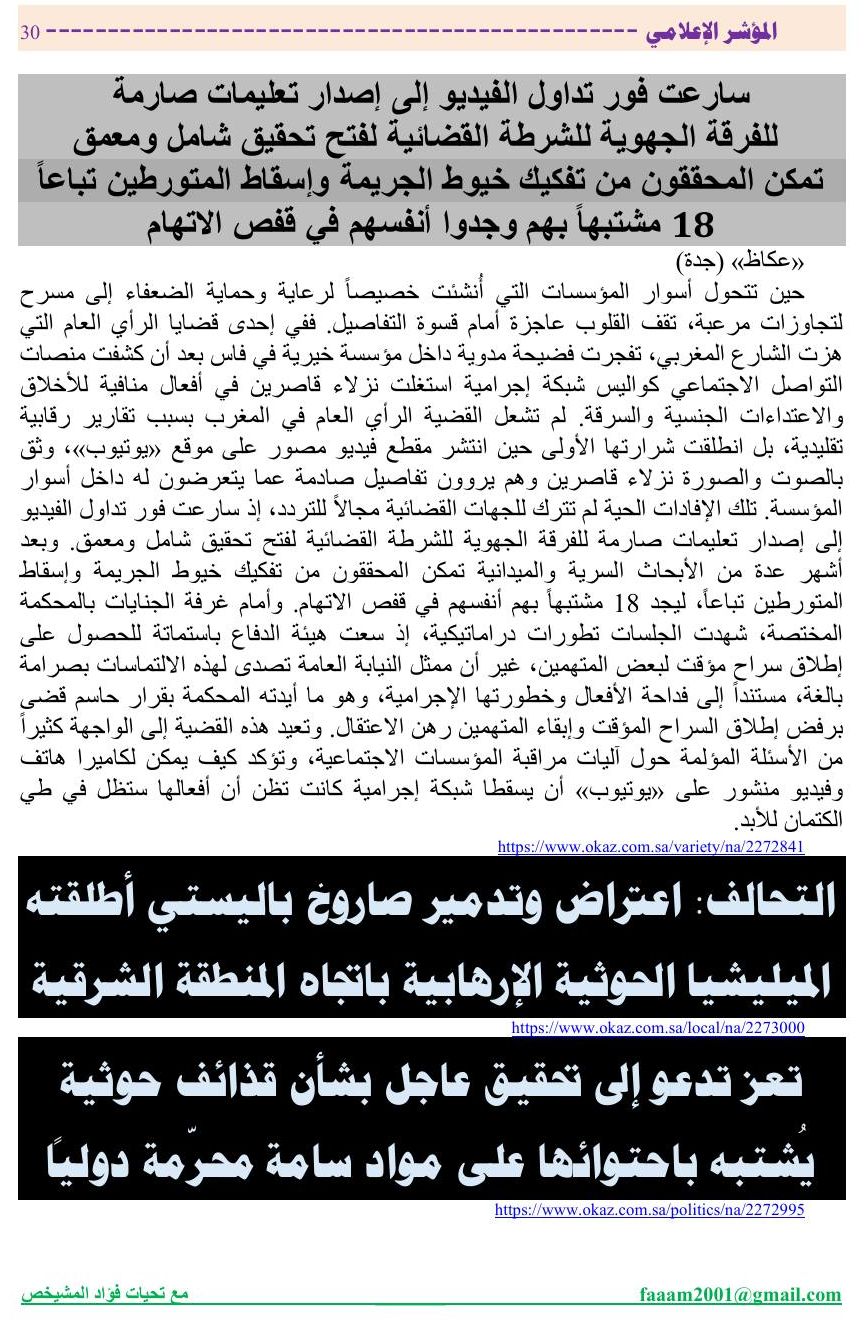 المؤشر الإعلامي ----------------------------------------------- 30
سارعت فور تداول الفيديو إلى إصدار تعليمات صارمة
للفرقة الجهوية للشرطة القضائية لفتح تحقيق شامل ومعمق
تمكن المحققون من تفكيك خيوط الجريمة وإسقاط المتورطين تباعاً
18 مشتبهاً بهم وجدوا أنفسهم في قفص الاتهام
«عكاظ» (جدة)
حين تتحول أسوار المؤسسات التي أُنشئت خصيصاً لرعاية وحماية الضعفاء إلى مسرح
لتجاوزات مرعبة، تقف القلوب عاجزة أمام قسوة التفاصيل. ففي إحدى قضايا الرأي العام التي
هزت الشارع المغربي، تفجرت فضيحة مدوية داخل مؤسسة خيرية في فاس بعد أن كشفت منصات
التواصل الاجتماعي كواليس شبكة إجرامية استغلت نزلاء قاصرين في أفعال منافية للأخلاق
والاعتداءات الجنسية والسرقة. لم تشعل القضية الرأي العام في المغرب بسبب تقارير رقابية
تقليدية، بل انطلقت شرارتها الأولى حين انتشر مقطع فيديو مصور على موقع «يوتيوب»، وثق
بالصوت والصورة نزلاء قاصرين وهم يروون تفاصيل صادمة عما يتعرضون له داخل أسوار
المؤسسة. تلك الإفادات الحية لم تترك للجهات القضائية مجالاً للتردد، إذ سارعت فور تداول الفيديو
إلى إصدار تعليمات صارمة للفرقة الجهوية للشرطة القضائية لفتح تحقيق شامل ومعمق. وبعد
أشهر عدة من الأبحاث السرية والميدانية تمكن المحققون من تفكيك خيوط الجريمة وإسقاط
المتورطين تباعاً، ليجد 18 مشتبهاً بهم أنفسهم في قفص الاتهام. وأمام غرفة الجنايات بالمحكمة
المختصة، شهدت الجلسات تطورات دراماتيكية، إذ سعت هيئة الدفاع باستماتة للحصول على
إطلاق سراح مؤقت لبعض المتهمين، غير أن ممثل النيابة العامة تصدى لهذه الالتماسات بصرامة
بالغة، مستنداً إلى فداحة الأفعال وخطورتها الإجرامية، وهو ما أيدته المحكمة بقرار حاسم قضى
برفض إطلاق السراح المؤقت وإبقاء المتهمين رهن الاعتقال. وتعيد هذه القضية إلى الواجهة كثيراً
من الأسئلة المؤلمة حول آليات مراقبة المؤسسات الاجتماعية، وتؤكد كيف يمكن لكاميرا هاتف
وفيديو منشور على «يوتيوب» أن يسقطا شبكة إجرامية كانت تظن أن أفعالها ستظل في طي
الكتمان للأبد.
https://www.okaz.com.sa/variety/na/2272841
التحالف: اعتراض وتدمير صاروخ باليستي أطلقته
الميليشيا الحوثية الإرهابية باتجاه المنطقة الشرقية
https://www.okaz.com.sa/local/na/2273000
تعز تدعو إلى تحقيق عاجل بشأن قذائف حوثية
يُشتبه باحتوائها على مواد سامة محرّمة دولياً
https://www.okaz.com.sa/politics/na/2272995
مع تحيات فؤاد المشيخص faaam2001@gmail.com